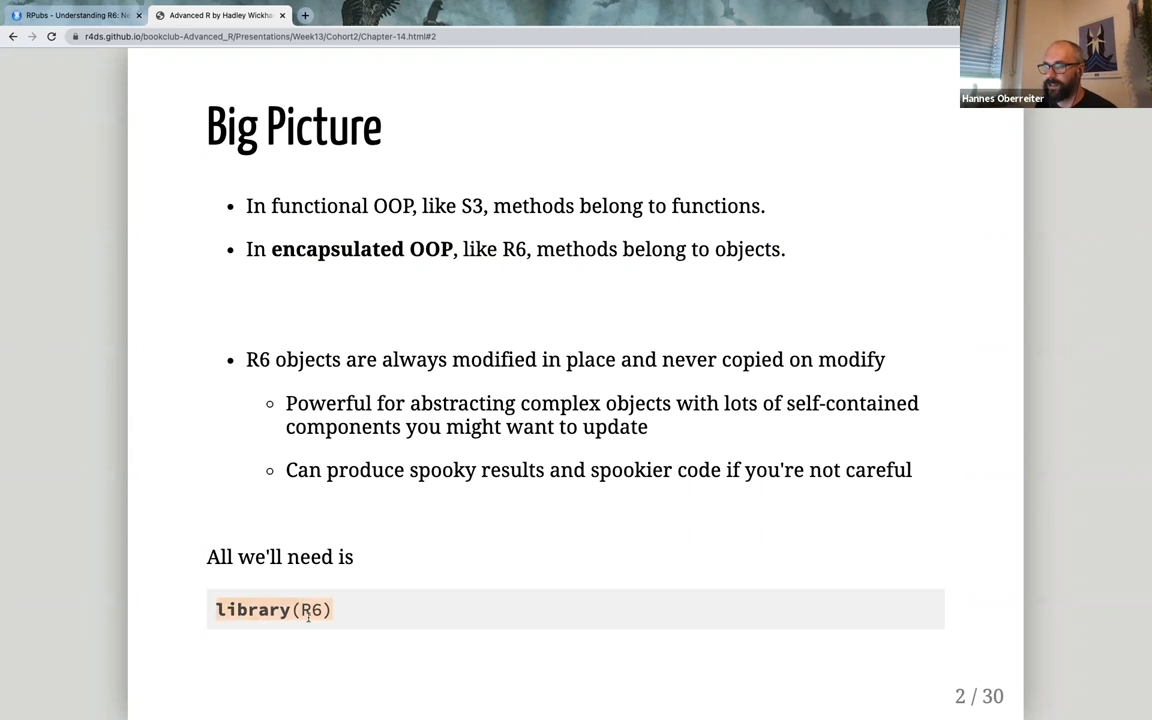 RPubs - Understanding R6: Ne
Advanced R by Hadley Wickha
r4ds.github.io/bookclub-Advanced_R/Presentations/Week13/Cohort2/Chapter-14.html#2
Hannes Oberreiter
Big Picture
• In functional OOP, like S3, methods belong to functions.
• In encapsulated OOP, like R6, methods belong to objects.
• R6 objects are always modified in place and never copied on modify
◦ Powerful for abstracting complex objects with lots of self-contained
components you might want to update
◦ Can produce spooky results and spookier code if you're not careful
All we'll need is
library(R6)
2 / 30